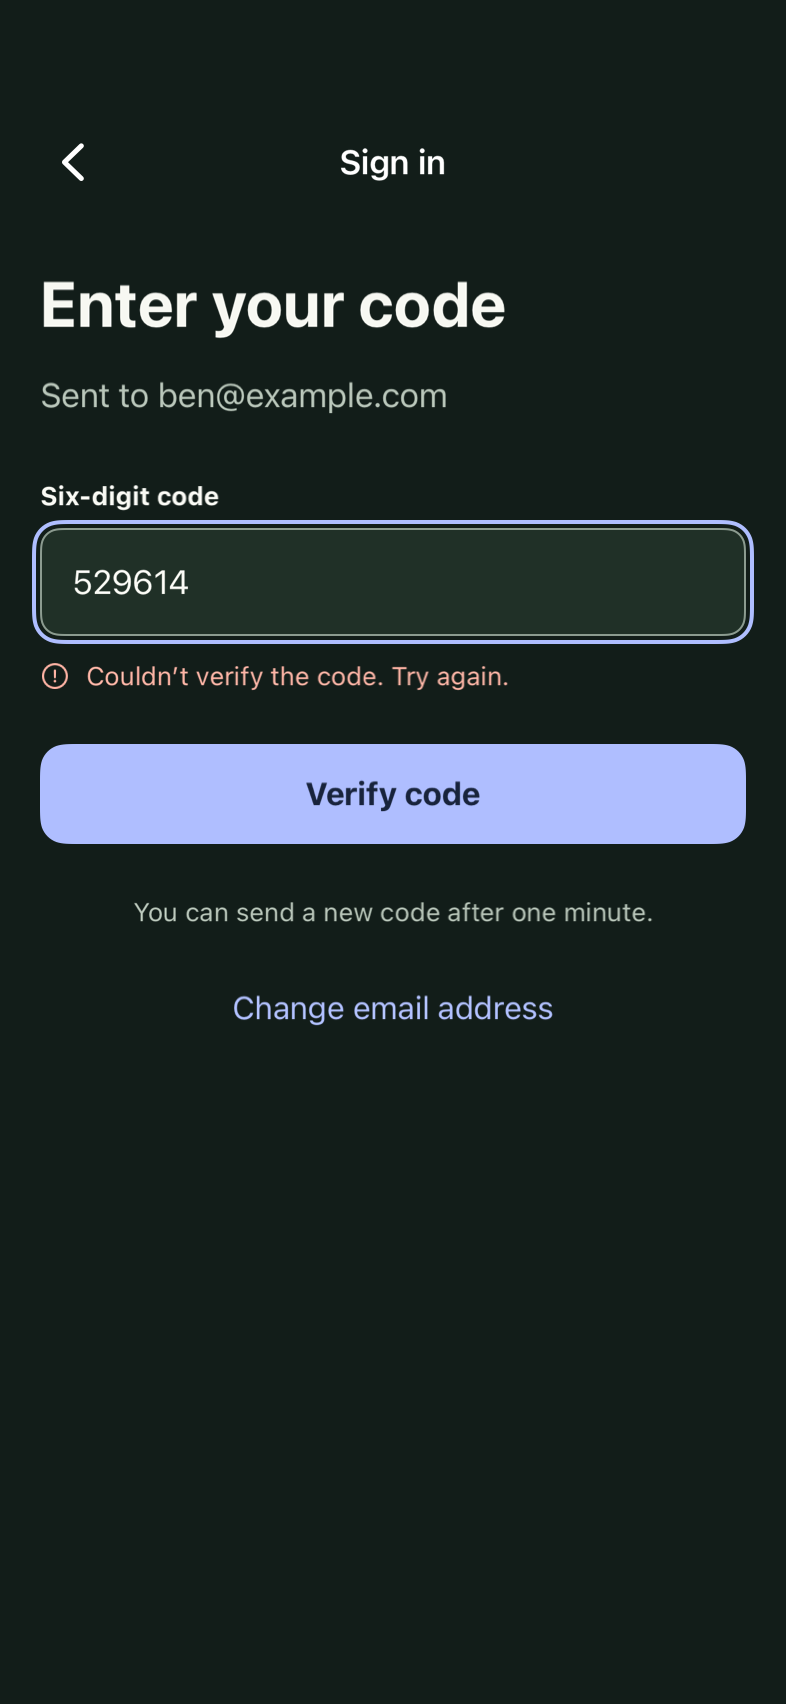 Sign in
Enter your code
Sent to ben@example.com
Six-digit code
529614
Couldn’t verify the code. Try again.
Verify code
You can send a new code after one minute.
Change email address